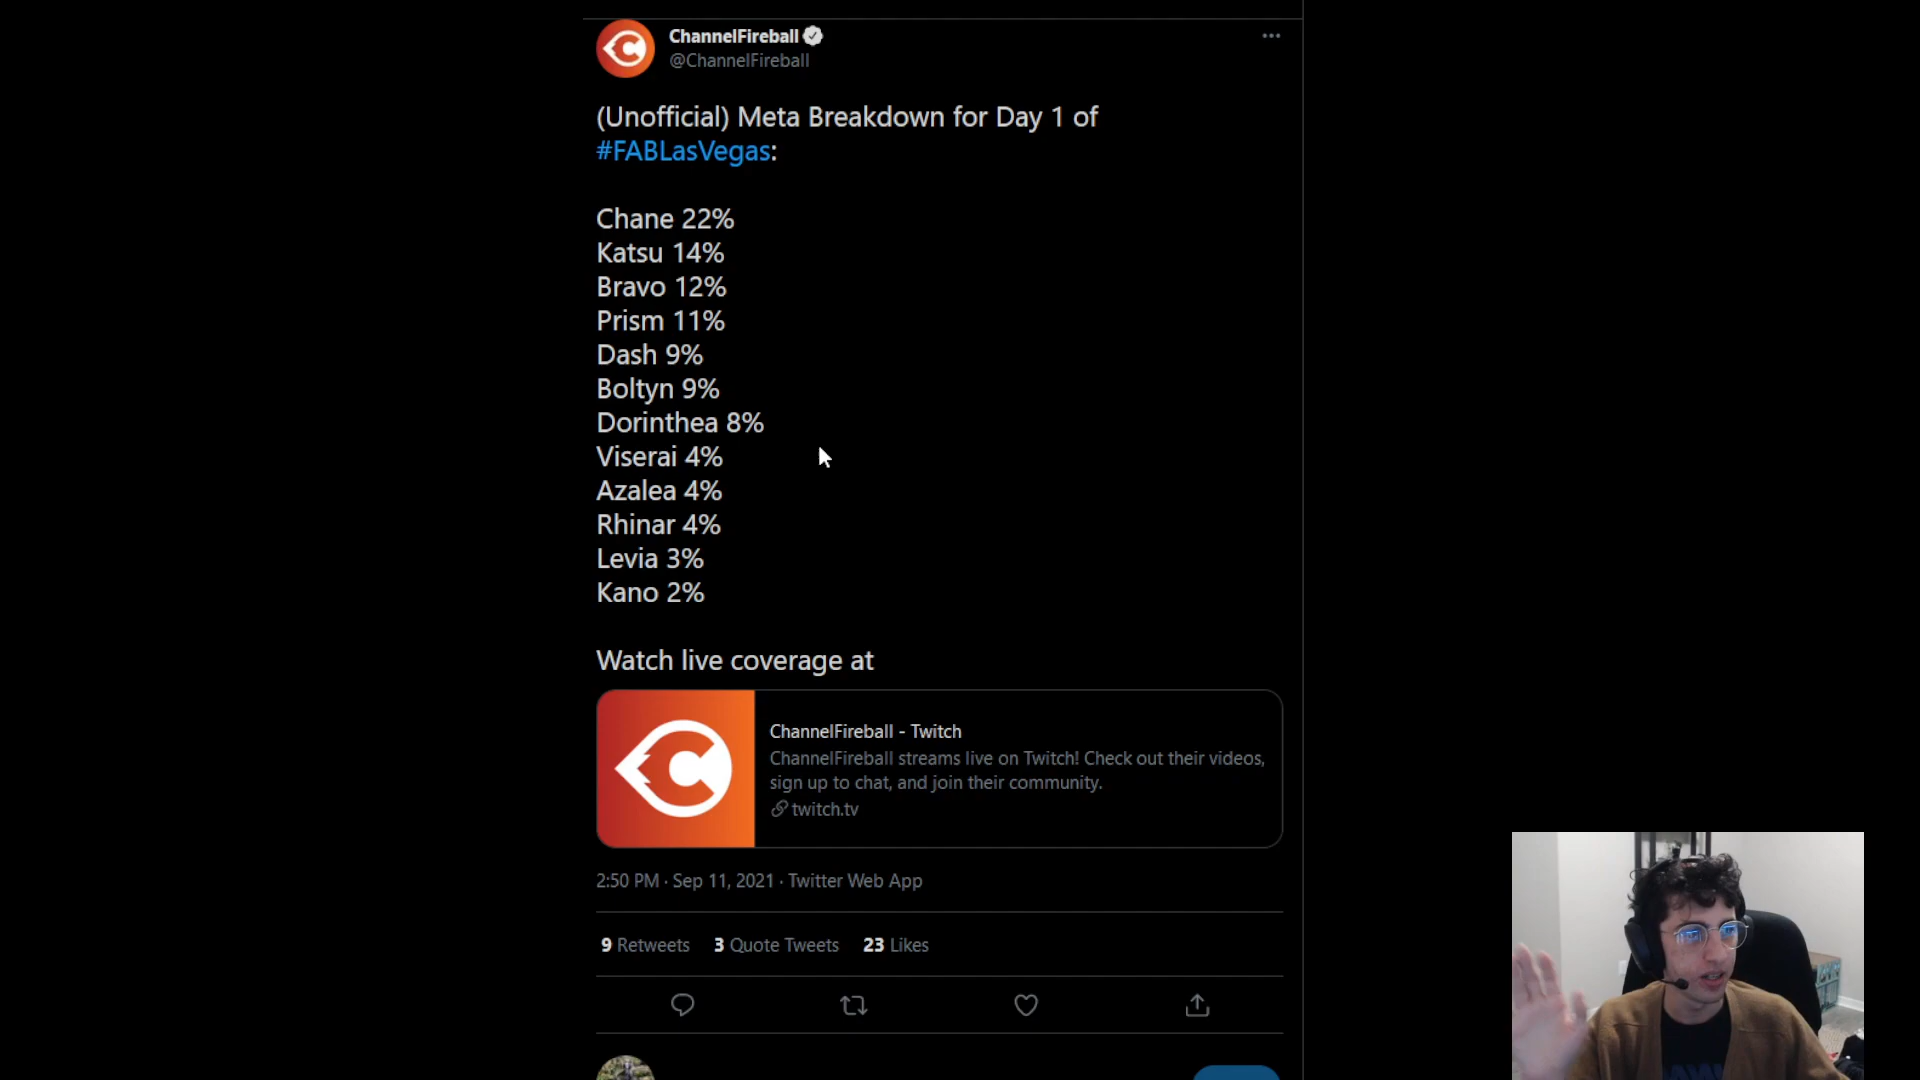 ChannelFireball
@ChannelFireball
(Unofficial) Meta Breakdown for Day 1 of
#FABLasVegas:
Chane 22%
Katsu 14%
Bravo 12%
Prism 11%
Dash 9%
Boltyn 9%
Dorinthea 8%
Viserai 4%
Azalea 4%
Rhinar 4%
Levia 3%
Kano 2%
Watch live coverage at
ChannelFireball - Twitch
ChannelFireball streams live on Twitch! Check out their videos,
sign up to chat, and join their community.
twitch.tv
2:50 PM · Sep 11, 2021 · Twitter Web App
9 Retweets 3 Quote Tweets 23 Likes